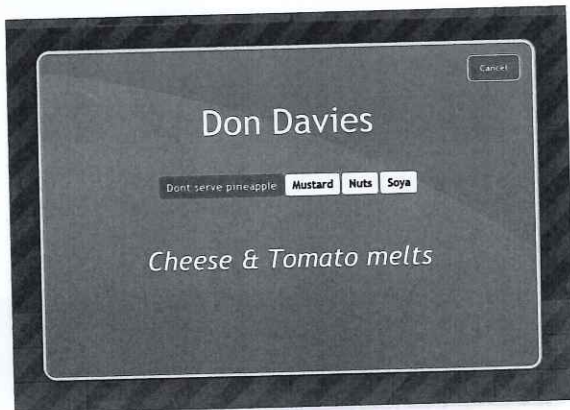 Cancel
Don Davies
Dont serve pineapple Mustard Nuts Soya
Cheese & Tomato melts